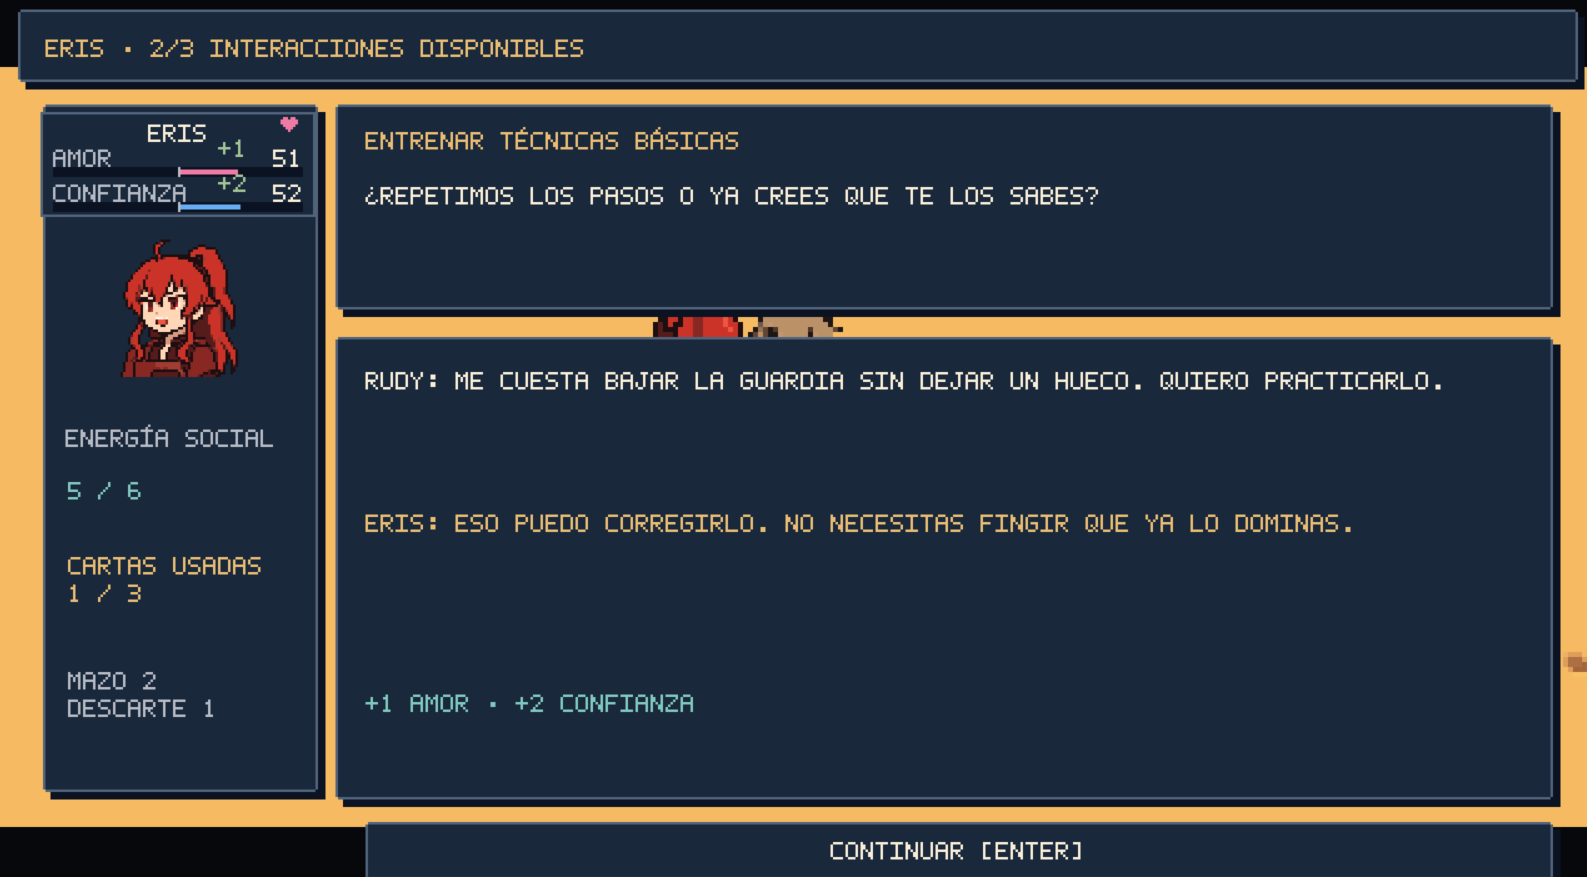 ERIS · 2/3 INTERACCIONES DISPONIBLES
ERIS
+1
AMOR 51
+2
CONFIANZA 52
ENERGÍA SOCIAL
5 / 6
CARTAS USADAS
1 / 3
MAZO 2
DESCARTE 1
ENTRENAR TÉCNICAS BÁSICAS
¿REPETIMOS LOS PASOS O YA CREES QUE TE LOS SABES?
RUDY: ME CUESTA BAJAR LA GUARDIA SIN DEJAR UN HUECO. QUIERO PRACTICARLO.
ERIS: ESO PUEDO CORREGIRLO. NO NECESITAS FINGIR QUE YA LO DOMINAS.
+1 AMOR · +2 CONFIANZA
CONTINUAR [ENTER]